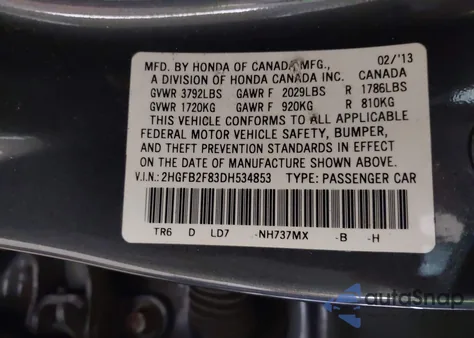 MFD. BY HONDA OF CANADA MFG., 02/'13
A DIVISION OF HONDA CANADA INC. CANADA
GVWR 3792LBS GAWR F 2029LBS R 1786LBS
GVWR 1720KG GAWR F 920KG R 810KG
THIS VEHICLE CONFORMS TO ALL APPLICABLE
FEDERAL MOTOR VEHICLE SAFETY, BUMPER,
AND THEFT PREVENTION STANDARDS IN EFFECT
ON THE DATE OF MANUFACTURE SHOWN ABOVE.
V.I.N.: 2HGFB2F83DH534853 TYPE: PASSENGER CAR
TR6 D LD7 -NH737MX -B -H
autoSnap